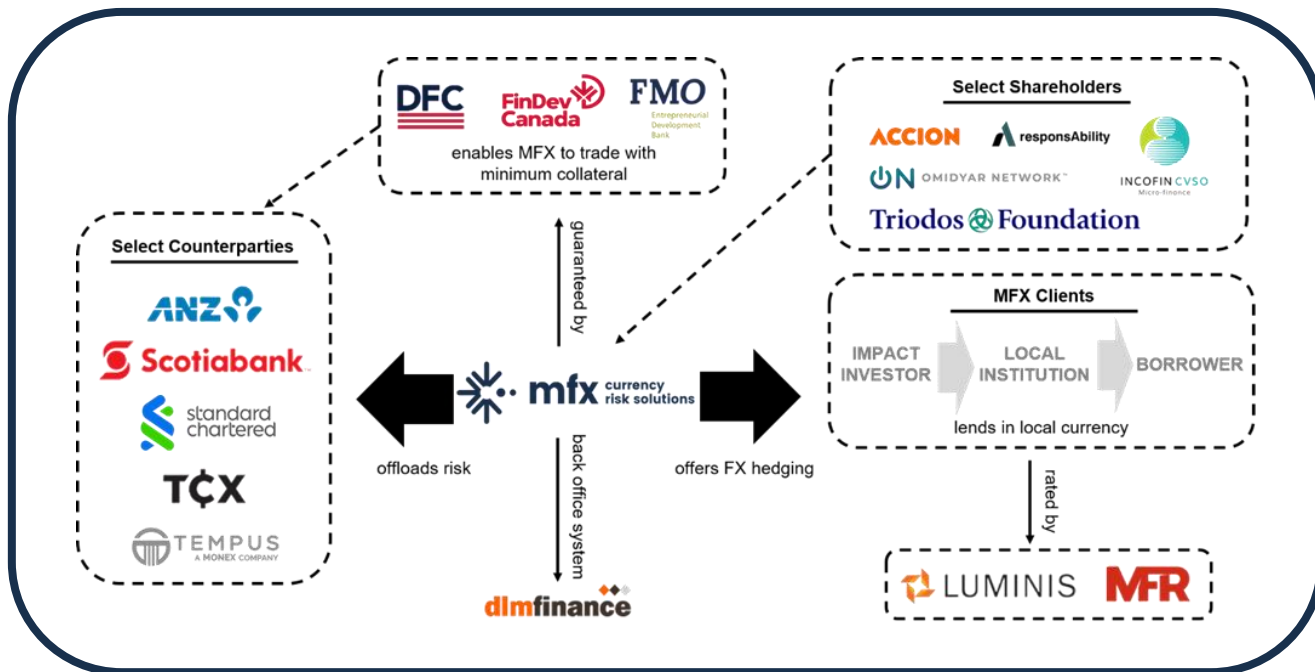 DFC
FinDev
Canada
FMO
Entrepreneurial
Development
Bank
enables MFX to trade with
minimum collateral
Select Shareholders
ACCION
responsAbility
ON OMIDYAR NETWORK™
INCOFIN CVSO
Micro-finance
Triodos Foundation
Select Counterparties
ANZ
Scotiabank
standard
chartered
T¢X
TEMPUS
A MONEX COMPANY
guaranteed by
mfx currency
risk solutions
offloads risk
offers FX hedging
back office system
dlmfinance
MFX Clients
IMPACT
INVESTOR
LOCAL
INSTITUTION
BORROWER
lends in local currency
rated by
LUMINIS
MFR